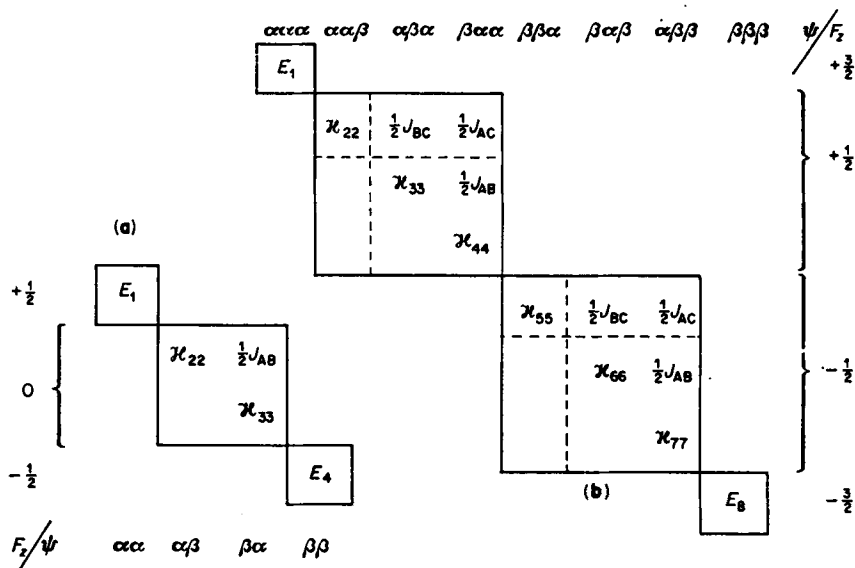 ααα ααβ αβα βαα ββα βαβ αββ βββ ψ/F_z
E₁ +3/2
ℋ₂₂ ½J_BC ½J_AC
+½
ℋ₃₃ ½J_AB
(a)
ℋ₄₄
+½ E₁
ℋ₅₅ ½J_BC ½J_AC
ℋ₂₂ ½J_AB
ℋ₆₆ ½J_AB -½
0
ℋ₃₃
ℋ₇₇
-½ E₄
(b)
E₈ -3/2
F_z/ψ αα αβ βα ββ